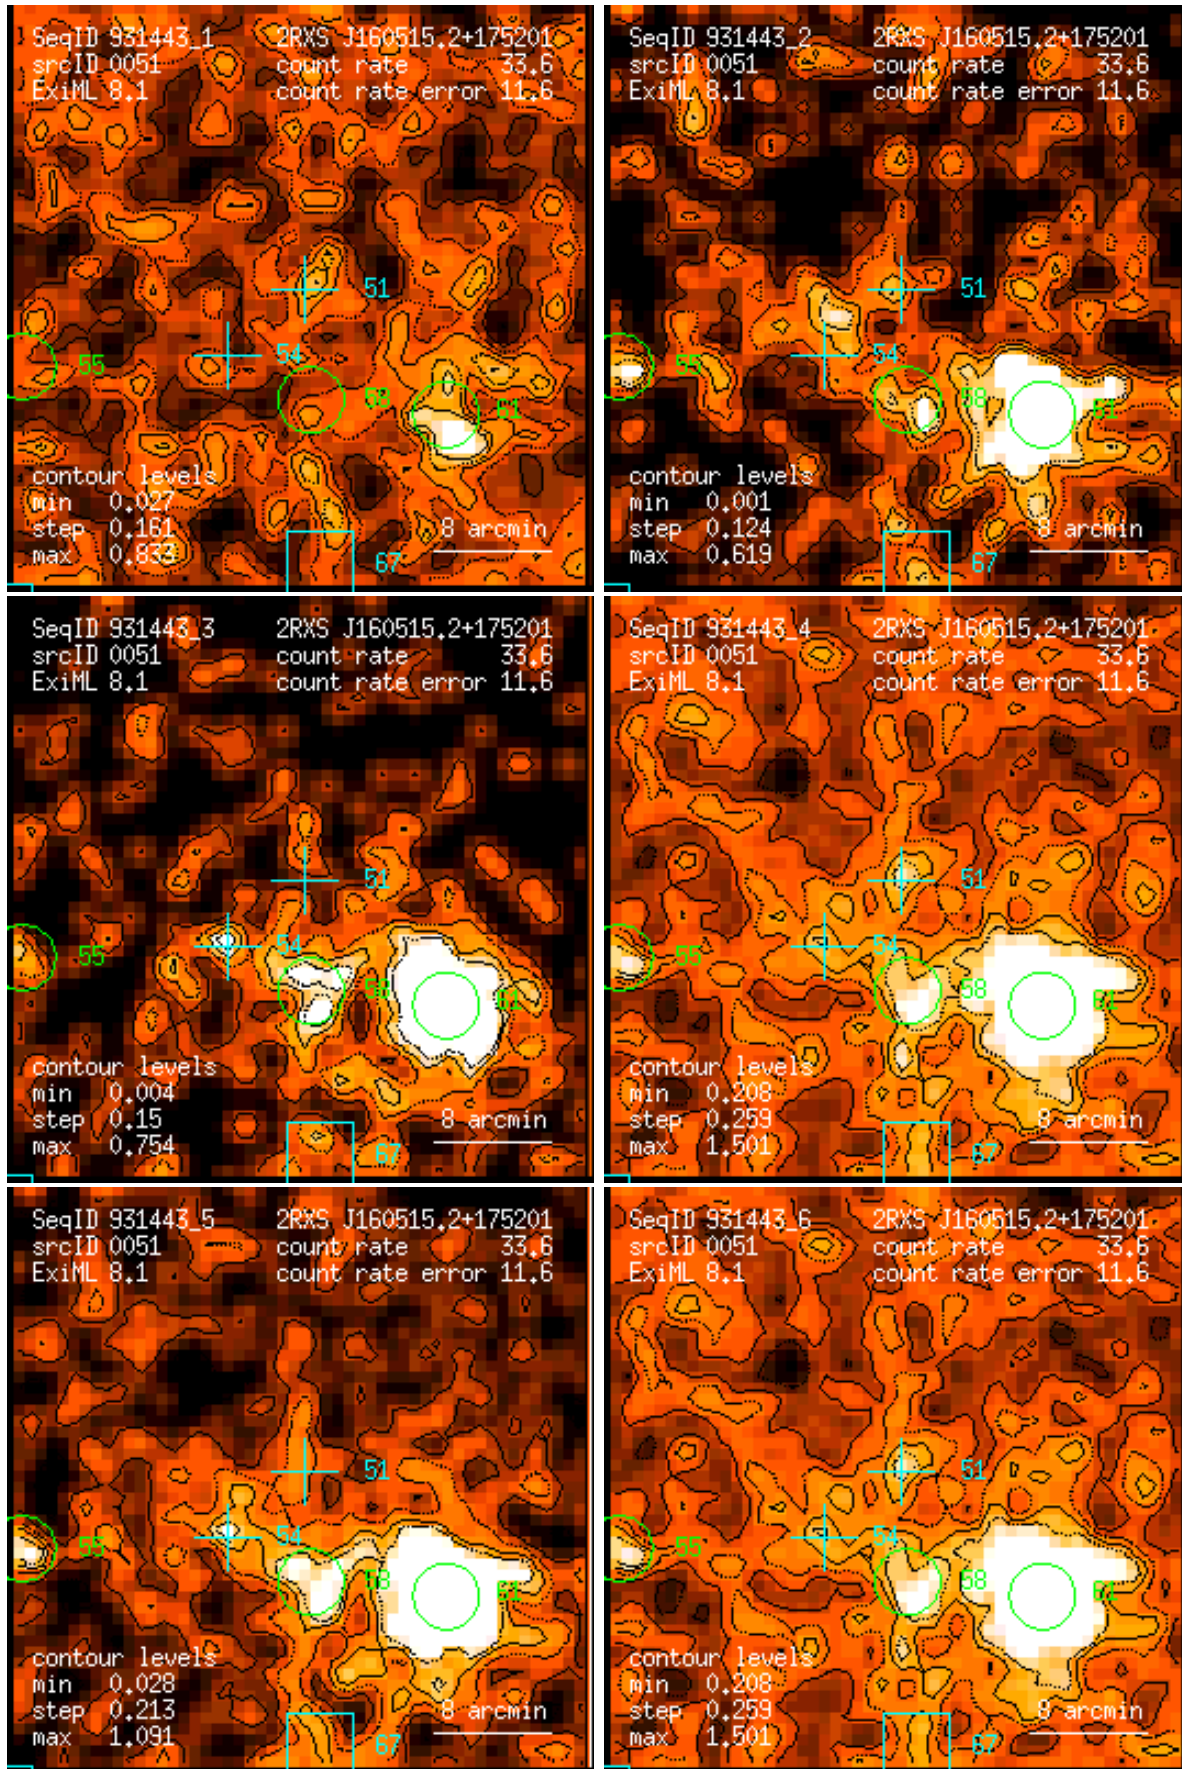 SeqID 931443_1 2RXS J160515.2+175201
srcID 0051 count rate 33.6
ExiML 8.1 count rate error 11.6
51
54
55
58
61
contour levels
min 0.027
step 0.161
max 0.833
8 arcmin
67
SeqID 931443_2 2RXS J160515.2+175201
srcID 0051 count rate 33.6
ExiML 8.1 count rate error 11.6
51
54
55
58
61
contour levels
min 0.001
step 0.124
max 0.619
8 arcmin
67
SeqID 931443_3 2RXS J160515.2+175201
srcID 0051 count rate 33.6
ExiML 8.1 count rate error 11.6
51
54
55
58
61
contour levels
min 0.004
step 0.15
max 0.754
8 arcmin
67
SeqID 931443_4 2RXS J160515.2+175201
srcID 0051 count rate 33.6
ExiML 8.1 count rate error 11.6
51
54
55
58
61
contour levels
min 0.208
step 0.259
max 1.501
8 arcmin
67
SeqID 931443_5 2RXS J160515.2+175201
srcID 0051 count rate 33.6
ExiML 8.1 count rate error 11.6
51
54
55
58
61
contour levels
min 0.028
step 0.213
max 1.091
8 arcmin
67
SeqID 931443_6 2RXS J160515.2+175201
srcID 0051 count rate 33.6
ExiML 8.1 count rate error 11.6
51
54
55
58
61
contour levels
min 0.208
step 0.259
max 1.501
8 arcmin
67